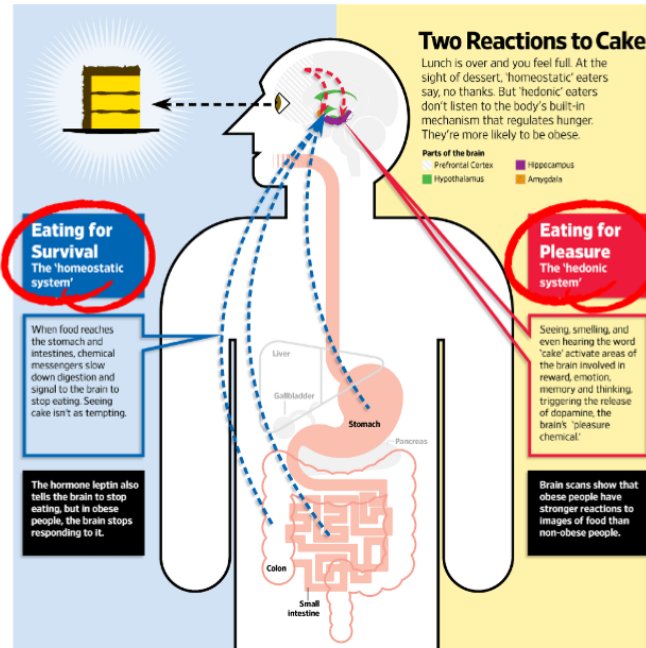 Two Reactions to Cake
Lunch is over and you feel full. At the
sight of dessert, 'homeostatic' eaters
say, no thanks. But 'hedonic' eaters
don't listen to the body's built-in
mechanism that regulates hunger.
They're more likely to be obese.
Parts of the brain
Prefrontal Cortex
Hippocampus
Hypothalamus
Amygdala
Eating for
Survival
The 'homeostatic
system'
When food reaches
the stomach and
intestines, chemical
messengers slow
down digestion and
signal to the brain to
stop eating. Seeing
cake isn't as tempting.
The hormone leptin also
tells the brain to stop
eating, but in obese
people, the brain stops
responding to it.
Liver
Gallbladder
Stomach
Pancreas
Colon
Small
intestine
Eating for
Pleasure
The 'hedonic
system'
Seeing, smelling, and
even hearing the word
'cake' activate areas of
the brain involved in
reward, emotion,
memory and thinking,
triggering the release
of dopamine, the
brain's 'pleasure
chemical.'
Brain scans show that
obese people have
stronger reactions to
images of food than
non-obese people.